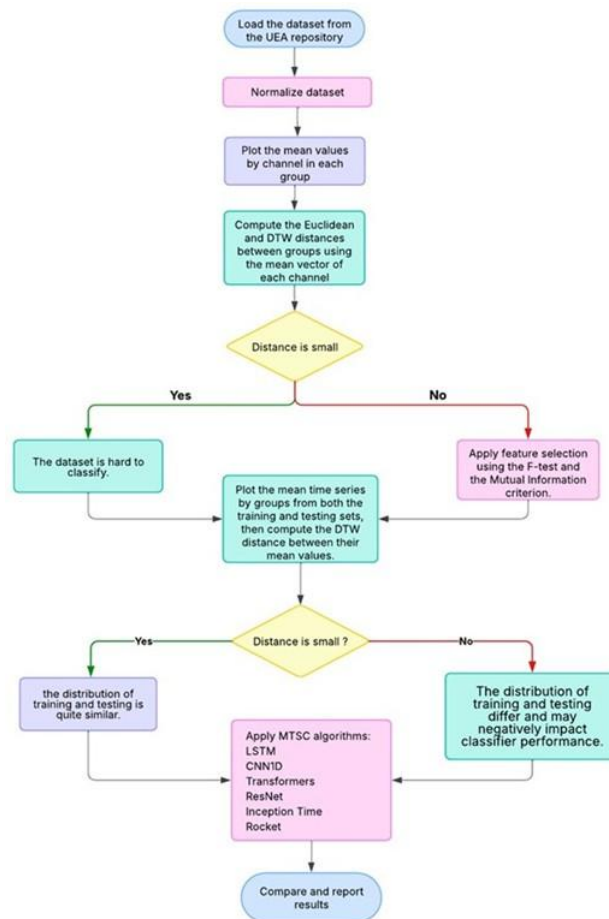 Load the dataset from
the UEA repository
Normalize dataset
Plot the mean values
by channel in each
group
Compute the Euclidean
and DTW distances
between groups using
the mean vector of
each channel
Distance is small
Yes
No
The dataset is hard to
classify.
Apply feature selection
using the F-test and
the Mutual Information
criterion.
Plot the mean time series
by groups from both the
training and testing sets,
then compute the DTW
distance between their
mean values.
Distance is small ?
Yes
No
the distribution of
training and testing is
quite similar.
The distribution of
training and testing
differ and may
negatively impact
classifier performance.
Apply MTSC algorithms:
LSTM
CNN1D
Transformers
ResNet
Inception Time
Rocket
Compare and report
results